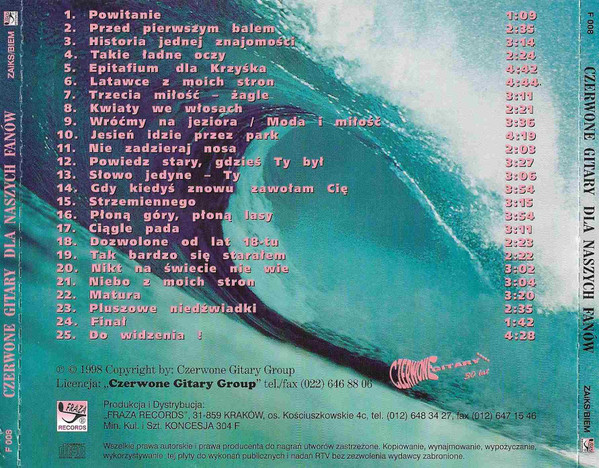 1. Powitanie 1:09
2. Przed pierwszym balem 2:35
3. Historia jednej znajomości 3:14
4. Takie ładne oczy 2:24
5. Epitafium dla Krzyśka 4:42
6. Latawce z moich stron 4:44
7. Trzecia miłość – żagle 3:11
8. Kwiaty we włosach 2:21
9. Wróćmy na jeziora / Moda i miłość 3:36
10. Jesień idzie przez park 4:19
11. Nie zadzieraj nosa 2:03
12. Powiedz stary, gdzieś Ty był 3:27
13. Słowo jedyne – Ty 3:06
14. Gdy kiedyś znowu zawołam Cię 3:54
15. Strzemiennego 3:15
16. Płoną góry, płoną lasy 3:54
17. Ciągle pada 3:11
18. Dozwolone od lat 18-tu 2:23
19. Tak bardzo się starałem 2:22
20. Nikt na świecie nie wie 3:02
21. Niebo z moich stron 3:04
22. Matura 3:20
23. Pluszowe niedźwiadki 2:35
24. Finał 1:42
25. Do widzenia ! 4:28
℗ © 1998 Copyright by: Czerwone Gitary Group
Licencja: „Czerwone Gitary Group" tel./fax (022) 646 88 06
CZERWONE GITARY
30 lat
FRAZA
RECORDS
Produkcja i Dystrybucja:
„FRAZA RECORDS", 31-859 KRAKÓW, os. Kościuszkowskie 4c, tel. (012) 648 34 27, fax (012) 647 15 46
Min. Kul. i Szt. KONCESJA 304 F
COMPACT
disc
DIGITAL AUDIO
Wszelkie prawa autorskie i prawa producenta do nagrań utworów zastrzeżone. Kopiowanie, wynajmowanie, wypożyczanie,
wykorzystywanie tej płyty do wykonań publicznych i nadań RTV bez zezwolenia wydawcy zabronione.
F 008 CZERWONE GITARY DLA NASZYCH FANÓW ZAIKS/BIEM
F 008 CZERWONE GITARY DLA NASZYCH FANÓW ZAIKS/BIEM